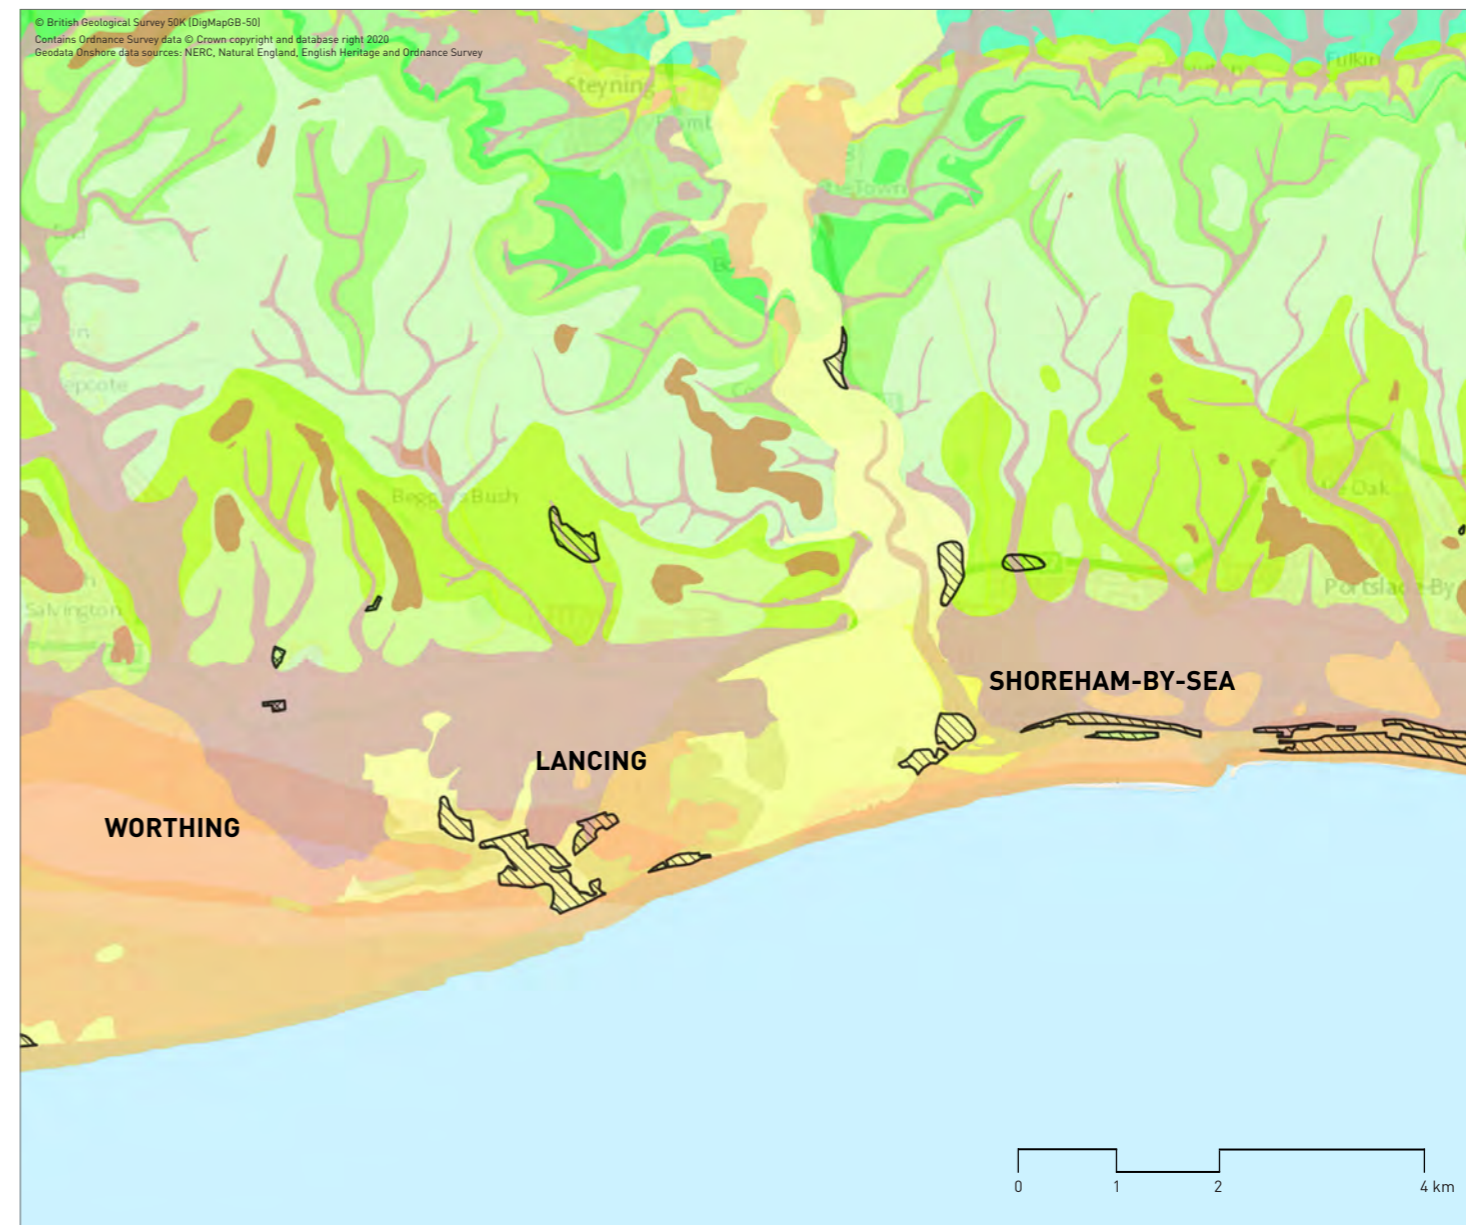 © British Geological Survey 50K (DigMapGB-50)
Contains Ordnance Survey data © Crown copyright and database right 2020
Geodata Onshore data sources: NERC, Natural England, English Heritage and Ordnance Survey
Steyning
Fulkin
Salvington
SHOREHAM-BY-SEA
LANCING
WORTHING
0 1 2 4 km